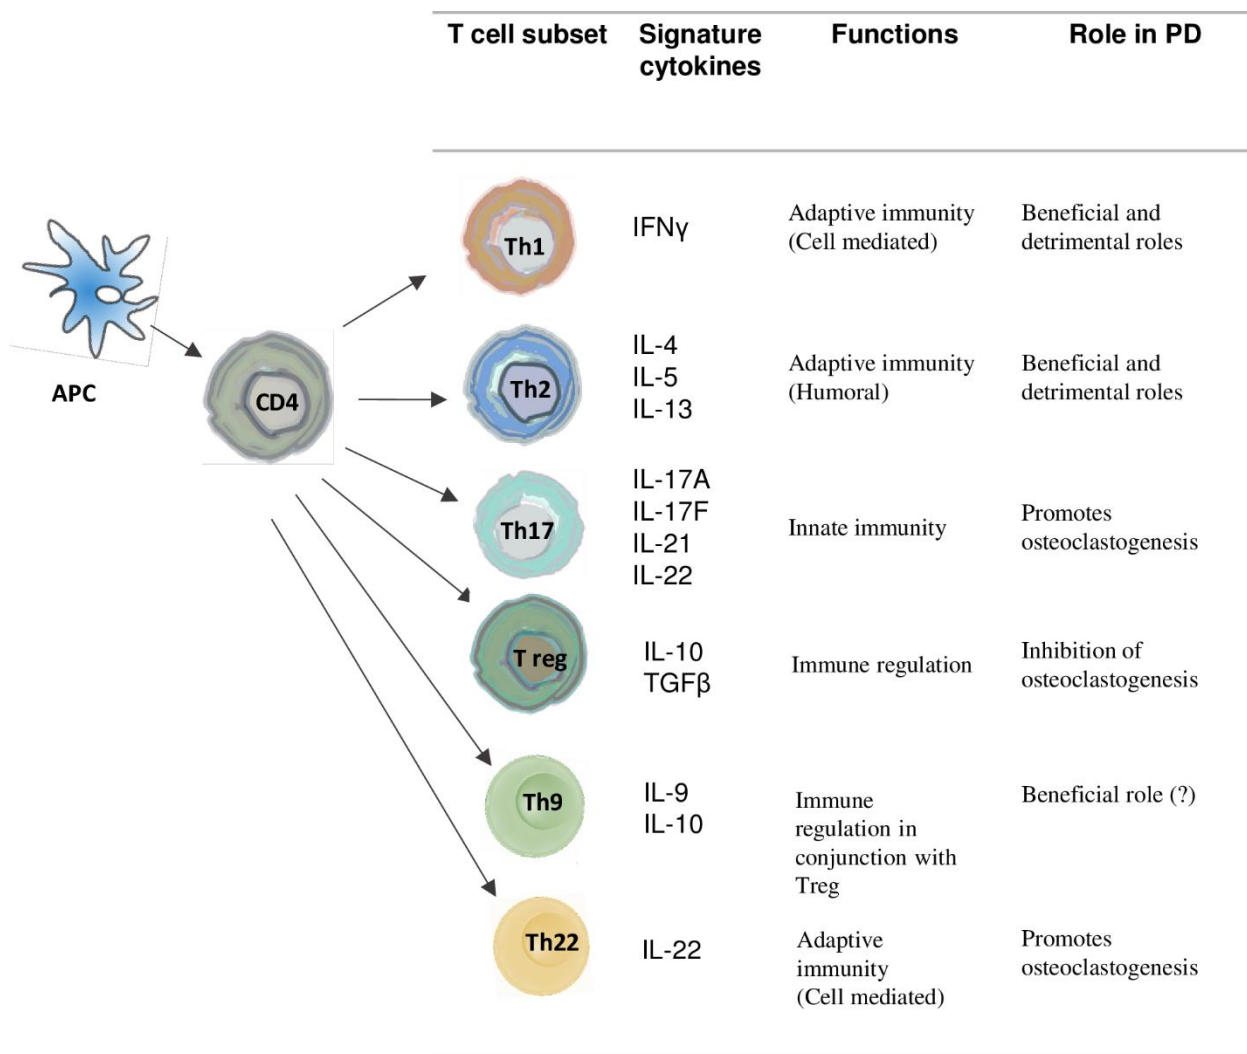 T cell subset
Signature
cytokines
Functions
Role in PD
APC
CD4
Th1
IFNγ
Adaptive immunity
(Cell mediated)
Beneficial and
detrimental roles
Th2
IL-4
IL-5
IL-13
Adaptive immunity
(Humoral)
Beneficial and
detrimental roles
Th17
IL-17A
IL-17F
IL-21
IL-22
Innate immunity
Promotes
osteoclastogenesis
T reg
IL-10
TGFβ
Immune regulation
Inhibition of
osteoclastogenesis
Th9
IL-9
IL-10
Immune
regulation in
conjunction with
Treg
Beneficial role (?)
Th22
IL-22
Adaptive
immunity
(Cell mediated)
Promotes
osteoclastogenesis